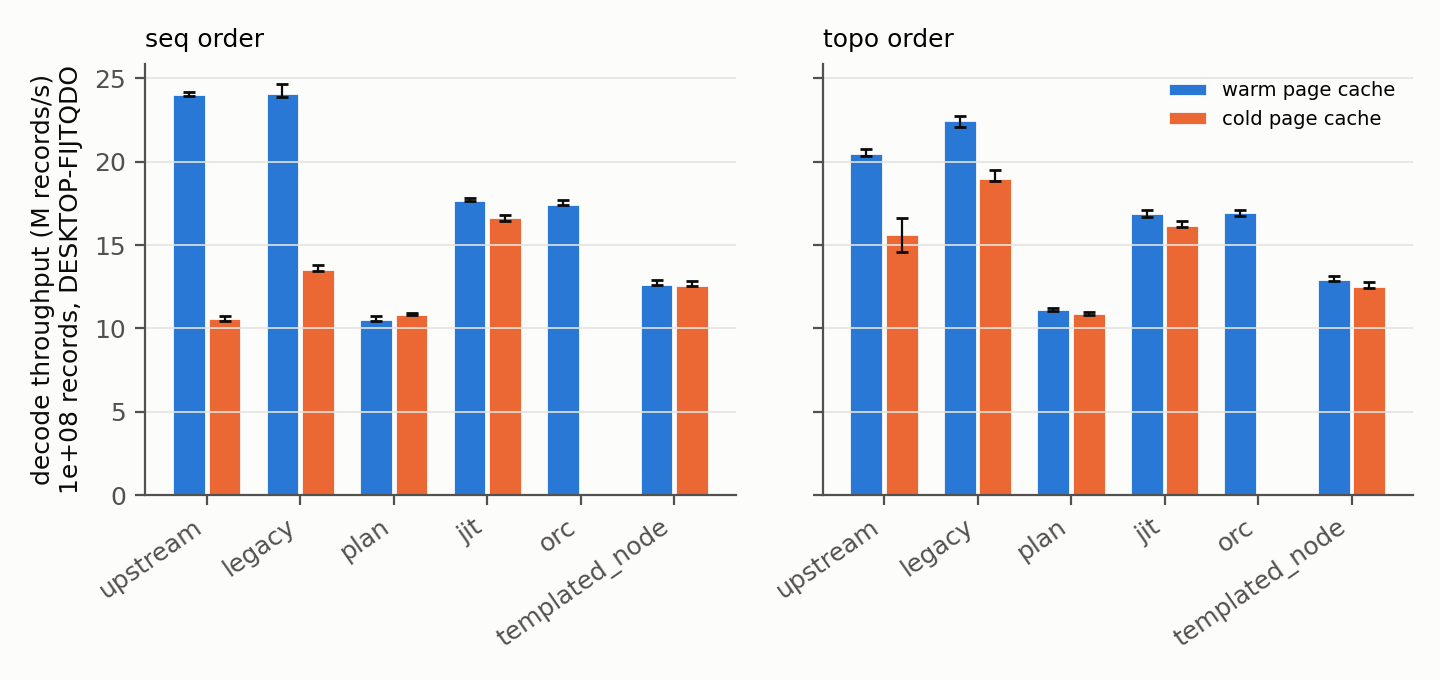 seq order
topo order
decode throughput (M records/s)
1e+08 records, DESKTOP-FIJTQDO
25
20
15
10
5
0
warm page cache
cold page cache
upstream
legacy
plan
jit
orc
templated_node
upstream
legacy
plan
jit
orc
templated_node